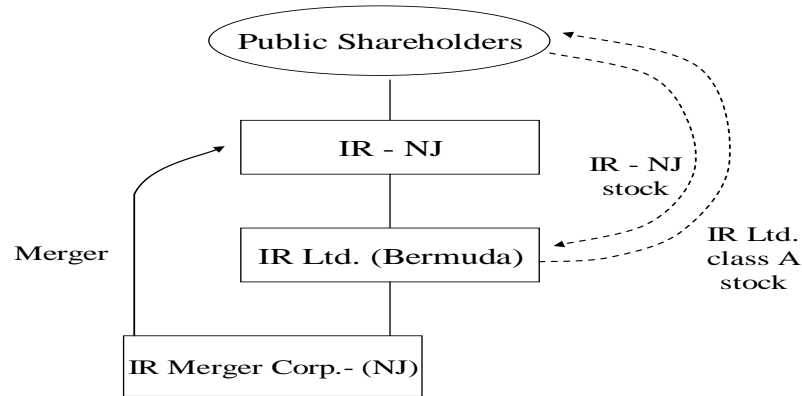 Public Shareholders
IR - NJ
IR - NJ
stock
Merger
IR Ltd. (Bermuda)
IR Ltd.
class A
stock
IR Merger Corp.- (NJ)